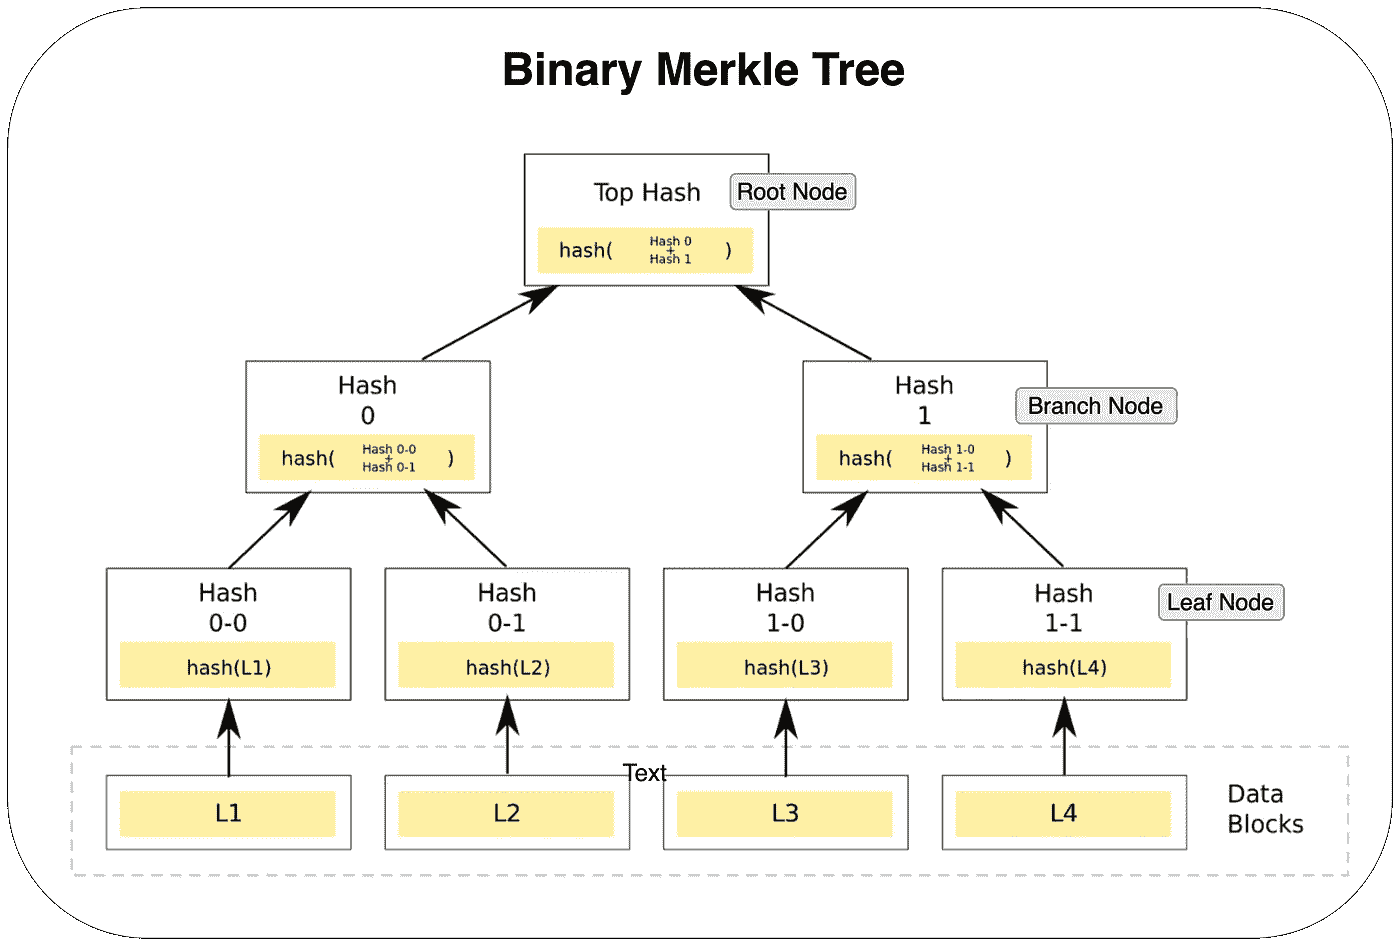 Binary Merkle Tree
Top Hash
Root Node
hash(
Hash 0
+
Hash 1
)
Hash
0
hash(
Hash 0-0
+
Hash 0-1
)
Hash
1
Branch Node
hash(
Hash 1-0
+
Hash 1-1
)
Hash
0-0
hash(L1)
Hash
0-1
hash(L2)
Hash
1-0
hash(L3)
Hash
1-1
Leaf Node
hash(L4)
Text
L1
L2
L3
L4
Data
Blocks